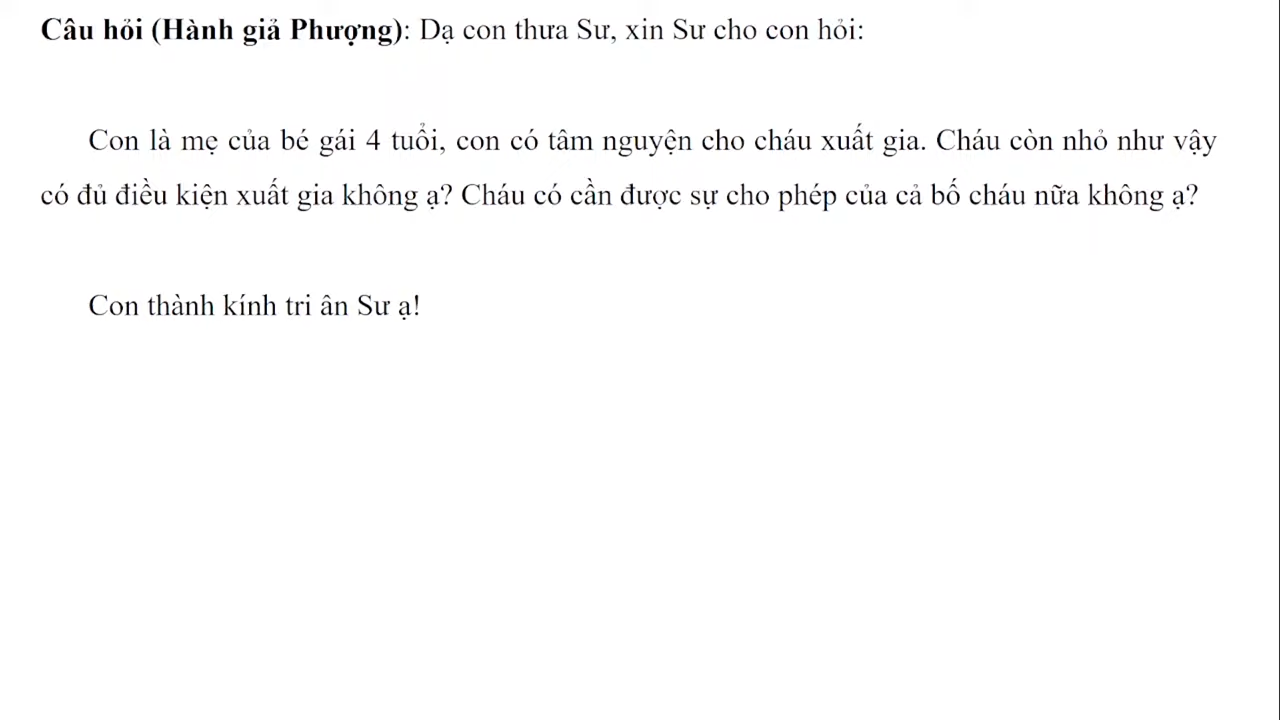 Câu hỏi (Hành giả Phượng): Dạ con thưa Sư, xin Sư cho con hỏi:
Con là mẹ của bé gái 4 tuổi, con có tâm nguyện cho cháu xuất gia. Cháu còn nhỏ như vậy
có đủ điều kiện xuất gia không ạ? Cháu có cần được sự cho phép của cả bố cháu nữa không ạ?
Con thành kính tri ân Sư ạ!